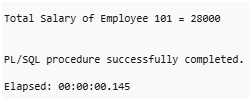 Total Salary of Employee 101 = 28000
PL/SQL procedure successfully completed.
Elapsed: 00:00:00.145